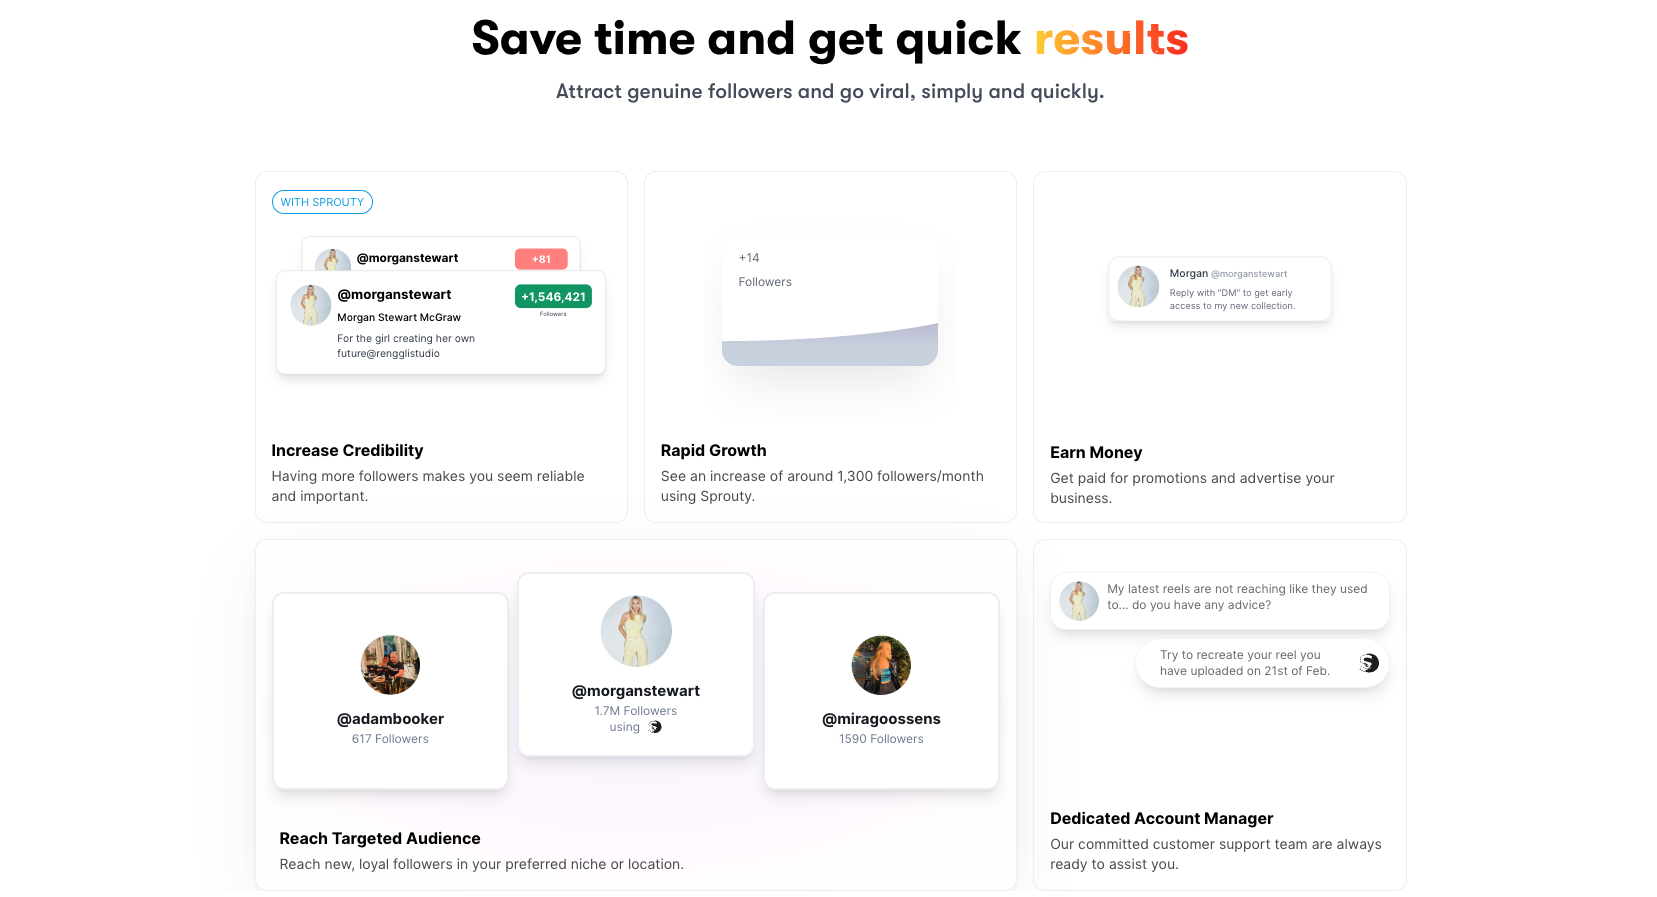 Save time and get quick results
Attract genuine followers and go viral, simply and quickly.
WITH SPROUTY
@morganstewart
+81
@morganstewart
+1,546,421
Followers
Morgan Stewart McGraw
For the girl creating her own
future@rengglistudio
Increase Credibility
Having more followers makes you seem reliable
and important.
+14
Followers
Rapid Growth
See an increase of around 1,300 followers/month
using Sprouty.
Morgan @morganstewart
Reply with "DM" to get early
access to my new collection.
Earn Money
Get paid for promotions and advertise your
business.
@adambooker
617 Followers
@morganstewart
1.7M Followers
using
@miragoossens
1590 Followers
Reach Targeted Audience
Reach new, loyal followers in your preferred niche or location.
My latest reels are not reaching like they used
to... do you have any advice?
Try to recreate your reel you
have uploaded on 21st of Feb.
Dedicated Account Manager
Our committed customer support team are always
ready to assist you.